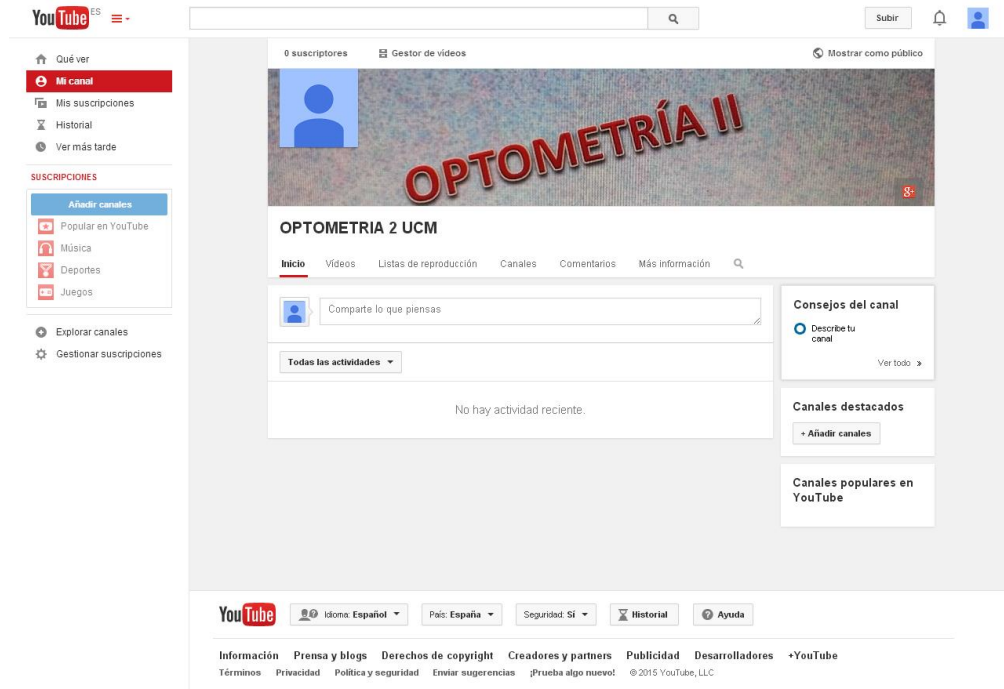 YouTube ES
Subir
Qué ver
Mi canal
Mis suscripciones
Historial
Ver más tarde
SUSCRIPCIONES
Añadir canales
Popular en YouTube
Música
Deportes
Juegos
Explorar canales
Gestionar suscripciones
0 suscriptores Gestor de vídeos Mostrar como público
OPTOMETRÍA II
g+
OPTOMETRIA 2 UCM
Inicio Vídeos Listas de reproducción Canales Comentarios Más información
Comparte lo que piensas
Todas las actividades
No hay actividad reciente.
Consejos del canal
Describe tu
canal
Ver todo »
Canales destacados
+ Añadir canales
Canales populares en
YouTube
YouTube Idioma: Español País: España Seguridad: Sí Historial Ayuda
Información Prensa y blogs Derechos de copyright Creadores y partners Publicidad Desarrolladores +YouTube
Términos Privacidad Política y seguridad Enviar sugerencias ¡Prueba algo nuevo! © 2015 YouTube, LLC